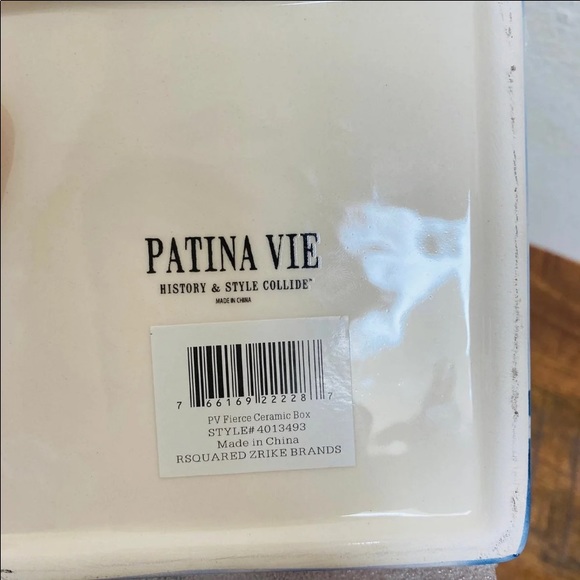 PATINA VIE
HISTORY & STYLE COLLIDE™
MADE IN CHINA
7 66169 22228 7
PV Fierce Ceramic Box
STYLE# 4013493
Made in China
RSQUARED ZRIKE BRANDS